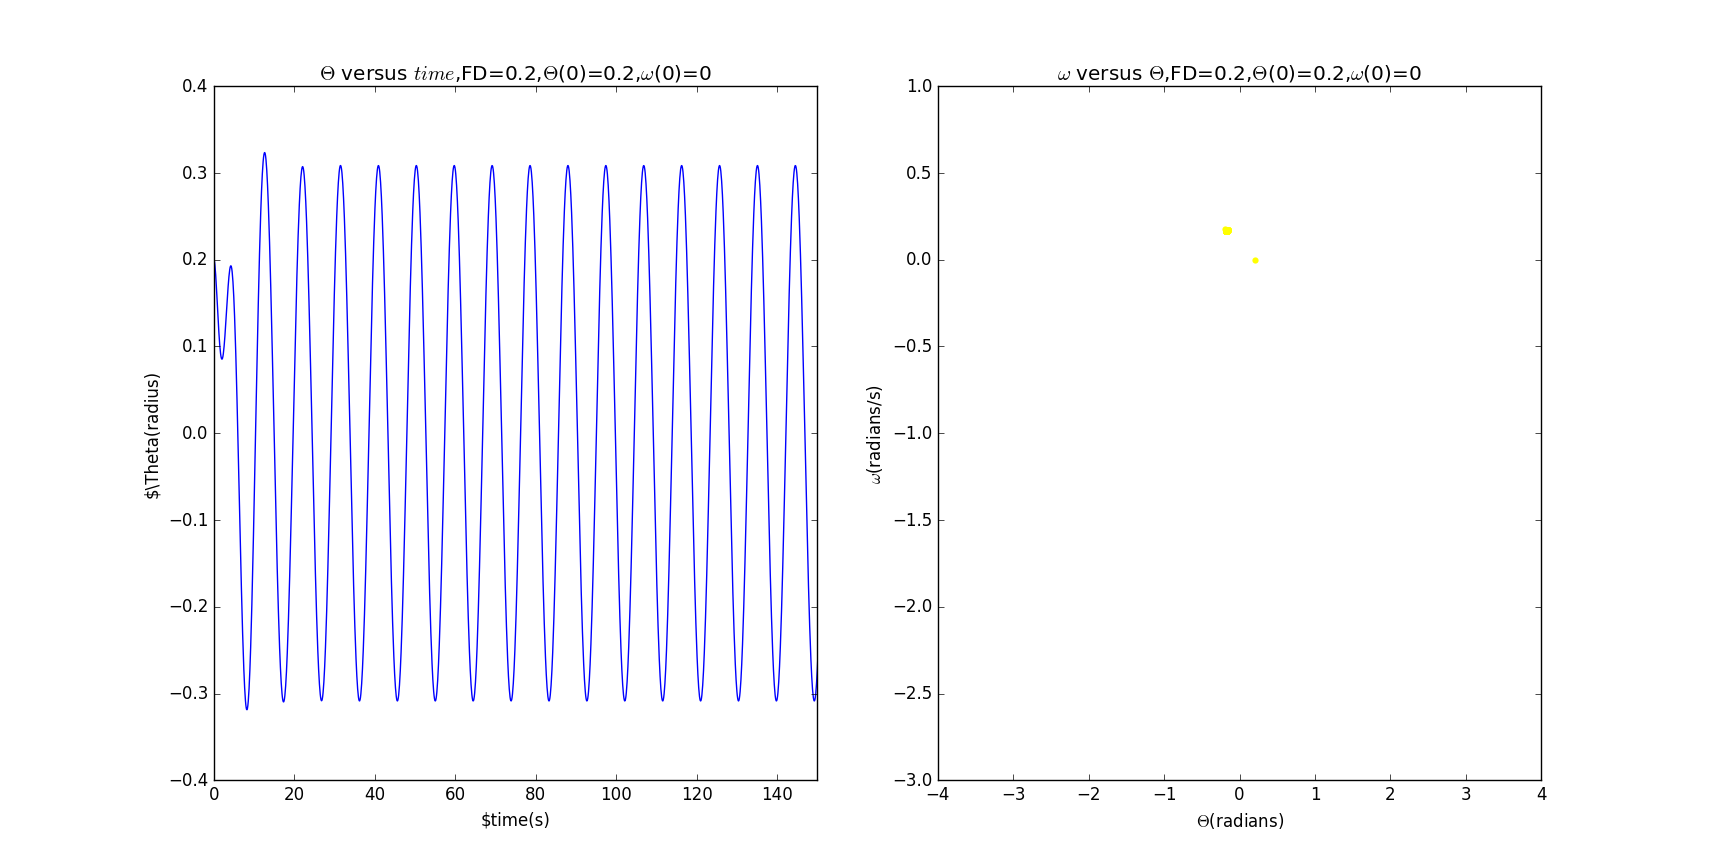 Θ versus time,FD=0.2,Θ(0)=0.2,ω(0)=0
0.4
0.3
0.2
0.1
0.0
−0.1
−0.2
−0.3
−0.4
$\Theta(radius)
0 20 40 60 80 100 120 140
$time(s)
ω versus Θ,FD=0.2,Θ(0)=0.2,ω(0)=0
1.0
0.5
0.0
−0.5
−1.0
−1.5
−2.0
−2.5
−3.0
ω(radians/s)
−4 −3 −2 −1 0 1 2 3 4
Θ(radians)